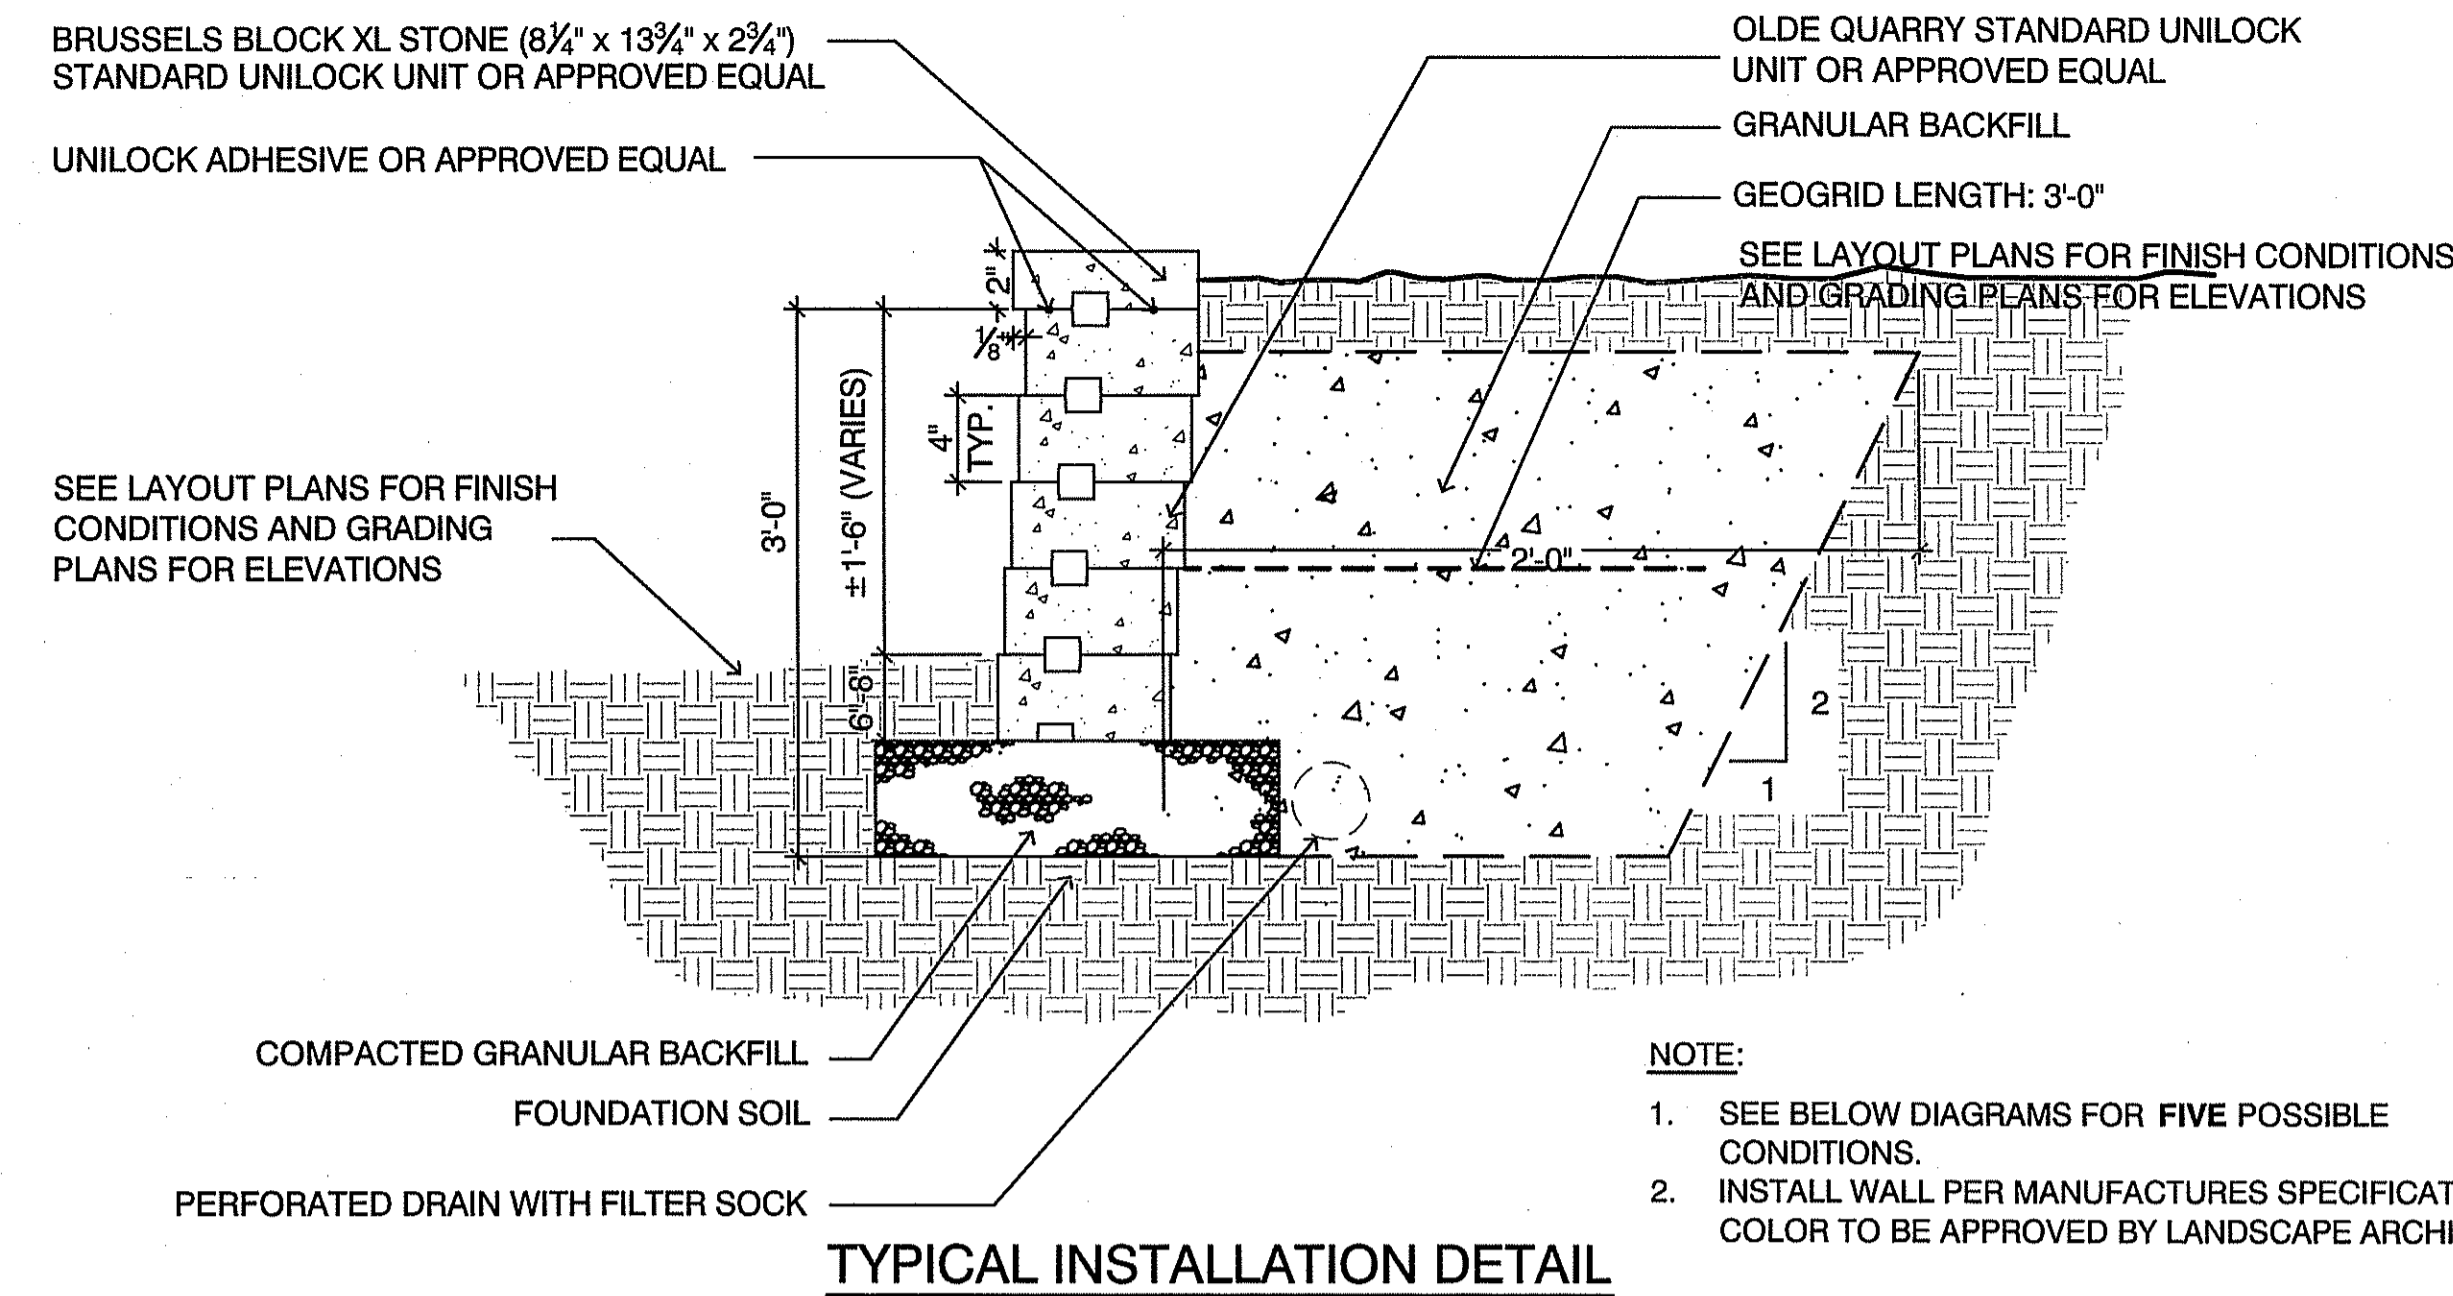 BRUSSELS BLOCK XL STONE (8¼" x 13¾" x 2¾")
STANDARD UNILOCK UNIT OR APPROVED EQUAL
UNILOCK ADHESIVE OR APPROVED EQUAL
OLDE QUARRY STANDARD UNILOCK
UNIT OR APPROVED EQUAL
GRANULAR BACKFILL
GEOGRID LENGTH: 3'-0"
SEE LAYOUT PLANS FOR FINISH CONDITIONS
AND GRADING PLANS FOR ELEVATIONS
2"
1/8"
4"
TYP.
±1'-6" (VARIES)
3'-0"
6"-8"
2'-0"
2
1
SEE LAYOUT PLANS FOR FINISH
CONDITIONS AND GRADING
PLANS FOR ELEVATIONS
COMPACTED GRANULAR BACKFILL
FOUNDATION SOIL
PERFORATED DRAIN WITH FILTER SOCK
NOTE:
1. SEE BELOW DIAGRAMS FOR FIVE POSSIBLE
CONDITIONS.
2. INSTALL WALL PER MANUFACTURES SPECIFICAT
COLOR TO BE APPROVED BY LANDSCAPE ARCHI
TYPICAL INSTALLATION DETAIL